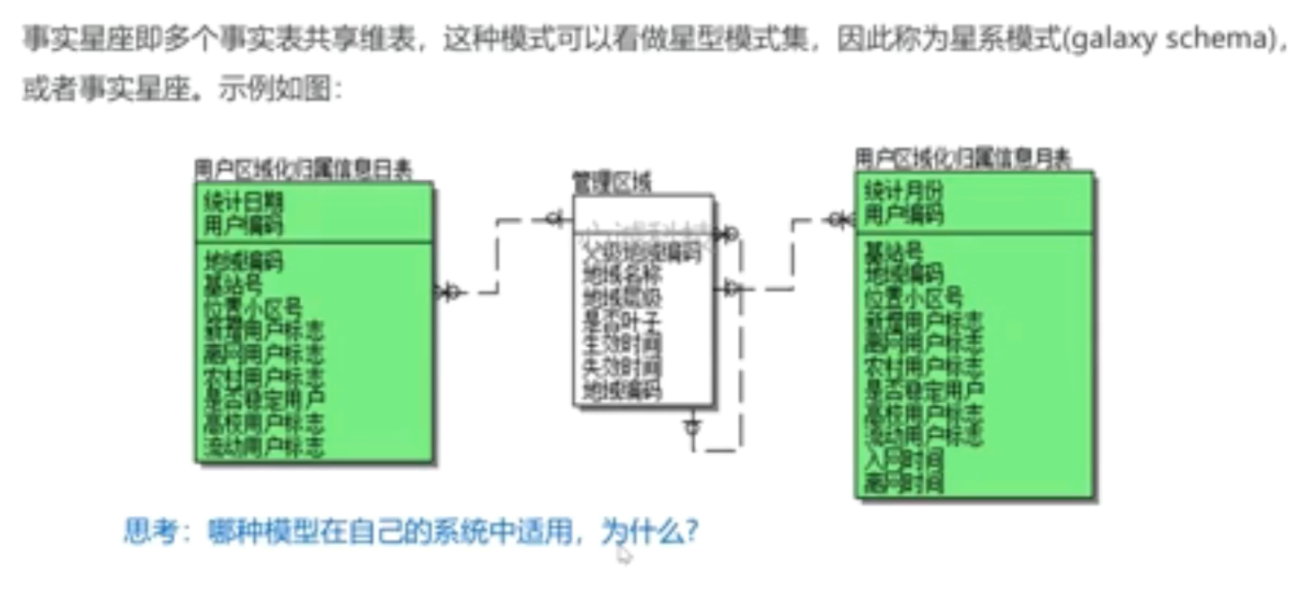 事实星座即多个事实表共享维表，这种模式可以看做星型模式集，因此称为星系模式(galaxy schema)，
或者事实星座。示例如图：
用户区域化归属信息日表
统计日期
用户编码
地域编码
基站号
位置小区号
新增用户标志
离网用户标志
农村用户标志
是否稳定用户
高校用户标志
流动用户标志
管理区域
父级地域编码
地域名称
地域层级
是否叶子
生效时间
失效时间
地域编码
用户区域化归属信息月表
统计月份
用户编码
基站号
地域编码
位置小区号
新增用户标志
离网用户标志
农村用户标志
是否稳定用户
高校用户标志
流动用户标志
入网时间
离网时间
思考：哪种模型在自己的系统中适用，为什么?